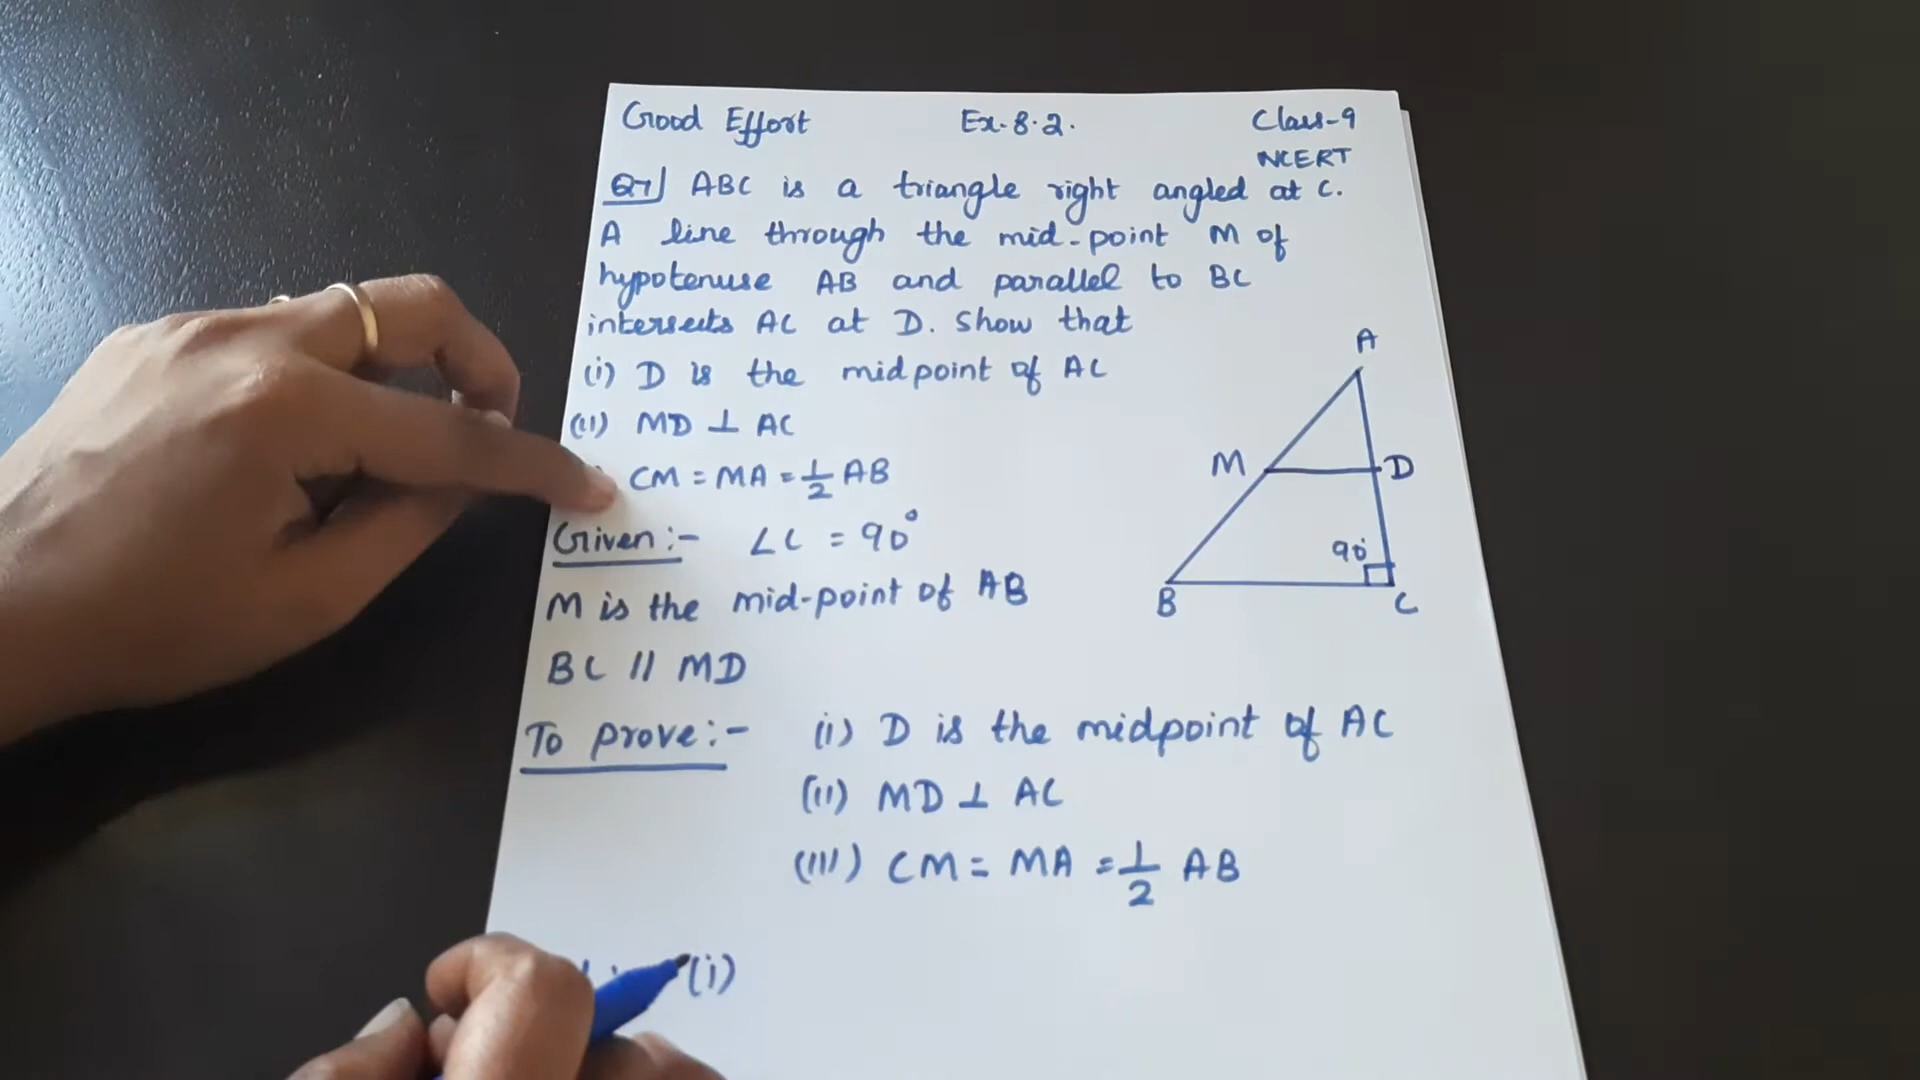 Good Effort Ex. 8.2. Class-9
NCERT
Q7) ABC is a triangle right angled at C.
A line through the mid-point M of
hypotenuse AB and parallel to BC
intersects AC at D. Show that
(i) D is the midpoint of AC
(ii) MD ⊥ AC
CM = MA = 1/2 AB
Given :- ∠C = 90°
M is the mid-point of AB
BC // MD
To prove :- (i) D is the midpoint of AC
(ii) MD ⊥ AC
(iii) CM = MA = 1/2 AB
(i)
A
M D
90°
B C